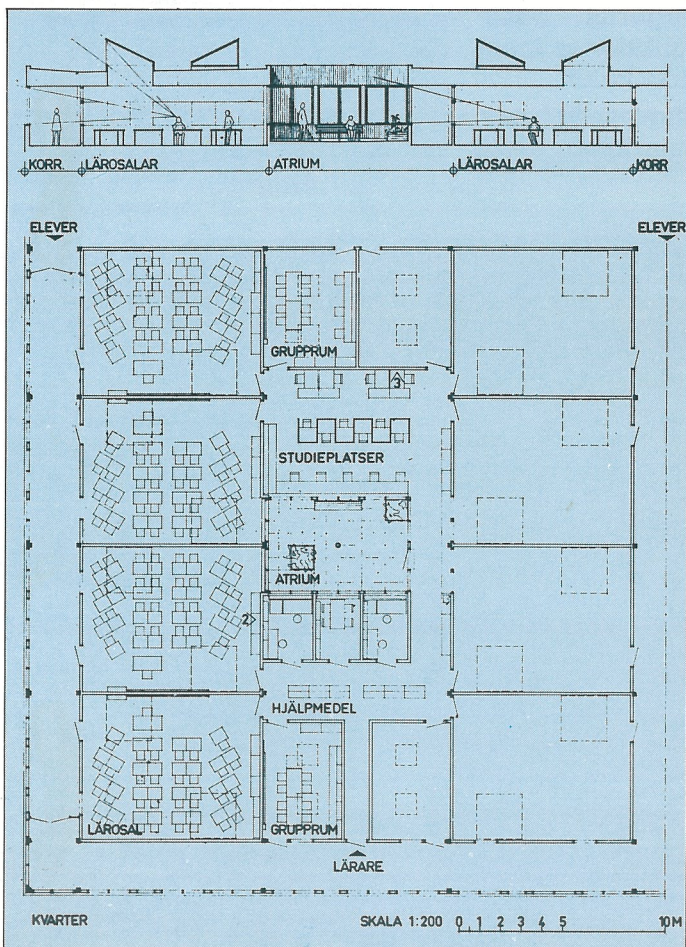 KORR. LÄROSALAR ATRIUM LÄROSALAR KORR
ELEVER ELEVER
GRUPPRUM
3
STUDIEPLATSER
ATRIUM
2
HJÄLPMEDEL
LÄROSAL GRUPPRUM
LÄRARE
KVARTER SKALA 1:200 0 1 2 3 4 5 10M